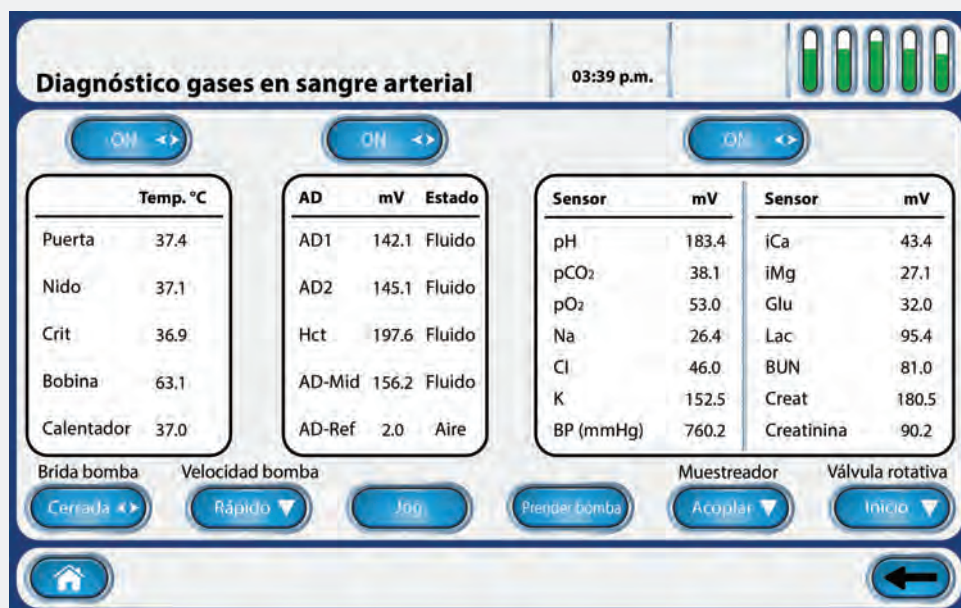 Diagnóstico gases en sangre arterial
03:39 p.m.
ON
ON
ON
Temp. °C
Puerta 37.4
Nido 37.1
Crit 36.9
Bobina 63.1
Calentador 37.0
AD mV Estado
AD1 142.1 Fluido
AD2 145.1 Fluido
Hct 197.6 Fluido
AD-Mid 156.2 Fluido
AD-Ref 2.0 Aire
Sensor mV
pH 183.4
pCO₂ 38.1
pO₂ 53.0
Na 26.4
Cl 46.0
K 152.5
BP (mmHg) 760.2
Sensor mV
iCa 43.4
iMg 27.1
Glu 32.0
Lac 95.4
BUN 81.0
Creat 180.5
Creatinina 90.2
Brida bomba
Cerrada
Velocidad bomba
Rápido
Jog
Prender bomba
Muestreador
Acoplar
Válvula rotativa
Inicio